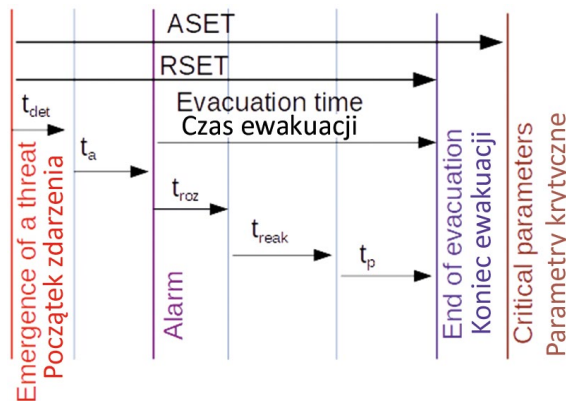 ASET
RSET
Evacuation time
Czas ewakuacji
t_det
t_a
t_roz
t_reak
t_p
Emergence of a threat
Początek zdarzenia
Alarm
End of evacuation
Koniec ewakuacji
Critical parameters
Parametry krytyczne